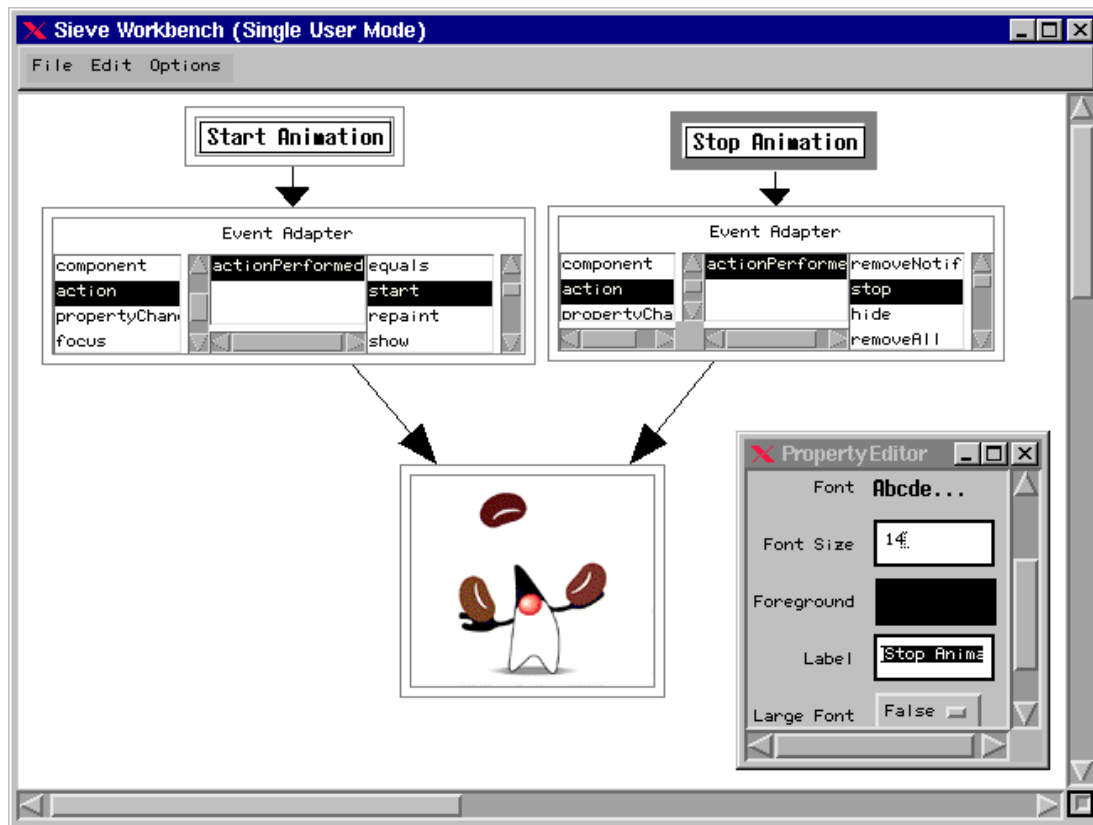 Sieve Workbench (Single User Mode)
File Edit Options
Start Animation
Stop Animation
Event Adapter
component
action
propertyChan
focus
actionPerformed
equals
start
repaint
show
Event Adapter
component
action
propertyCha
actionPerforme
removeNotif
stop
hide
removeAll
PropertyEditor
Font Abcde...
Font Size 14
Foreground
Label Stop Anima
Large Font False